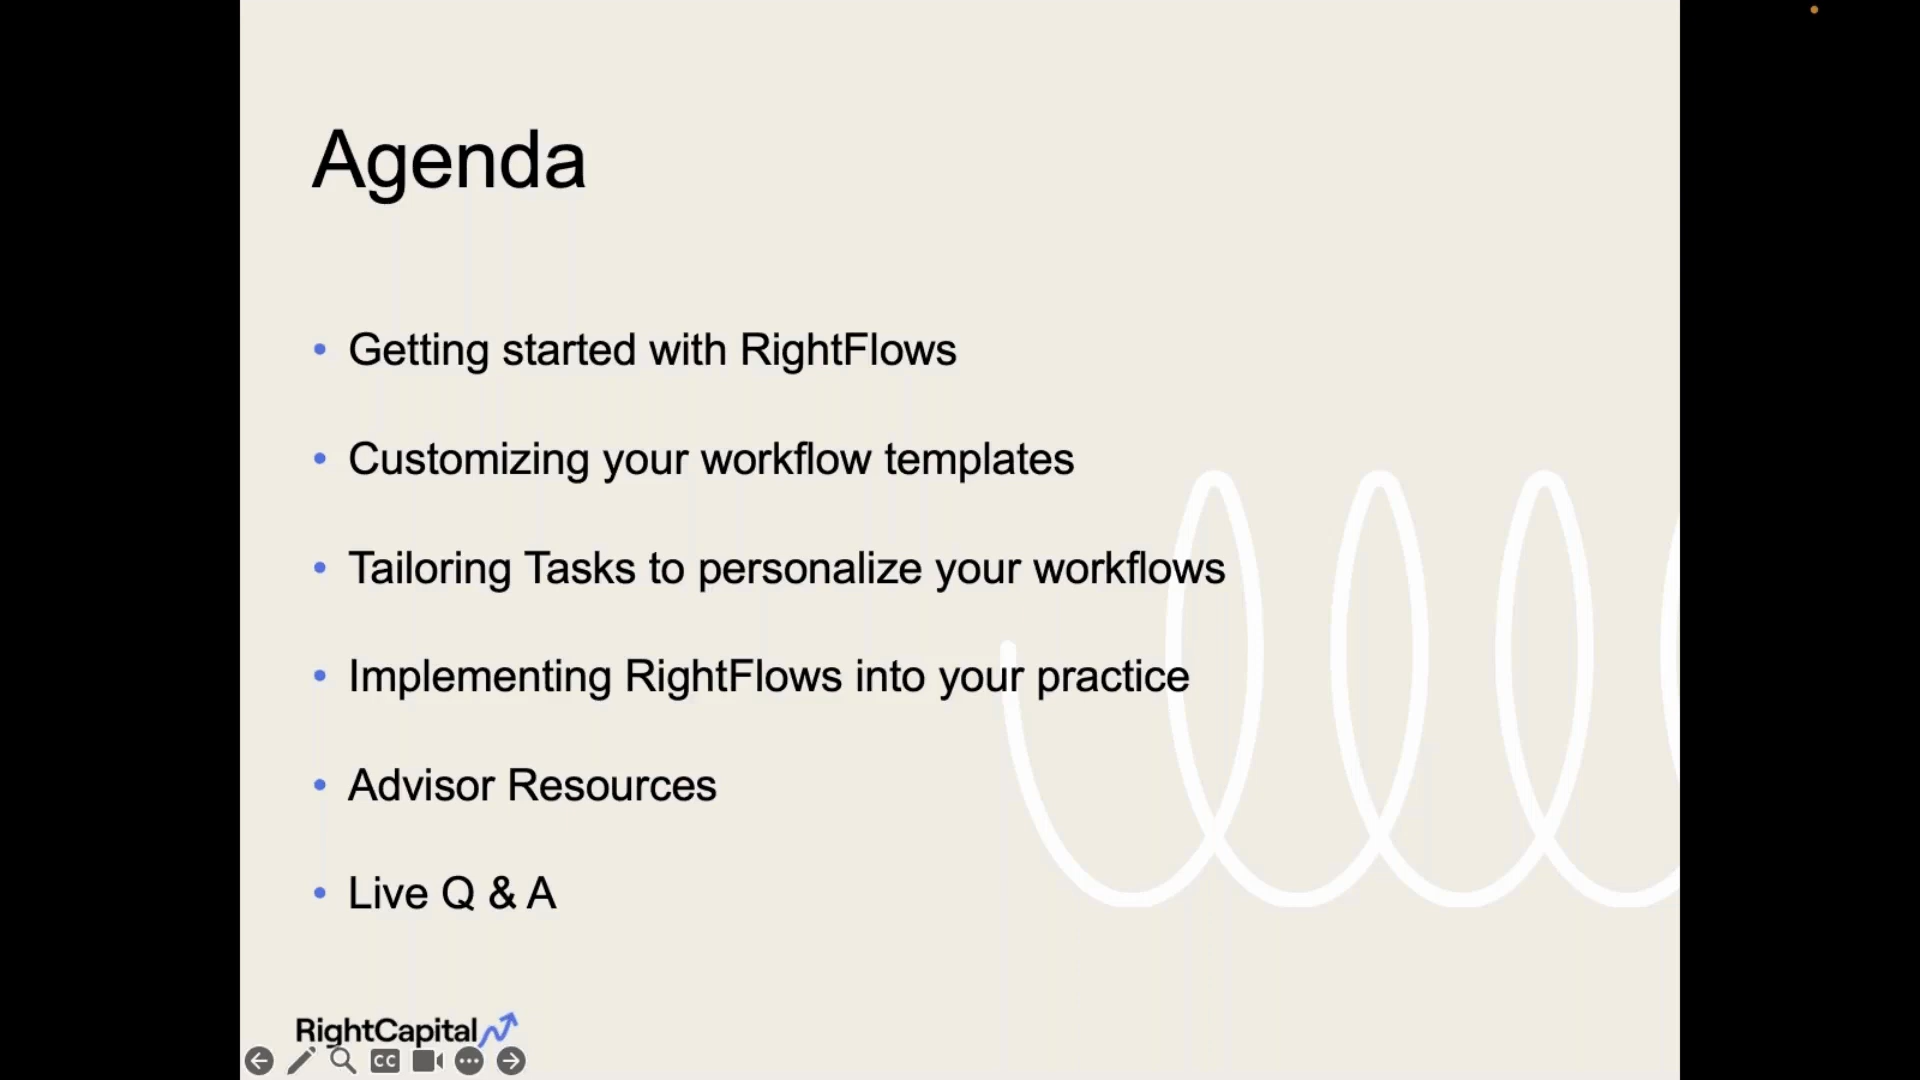 Agenda
• Getting started with RightFlows
• Customizing your workflow templates
• Tailoring Tasks to personalize your workflows
• Implementing RightFlows into your practice
• Advisor Resources
• Live Q & A
RightCapital
CC